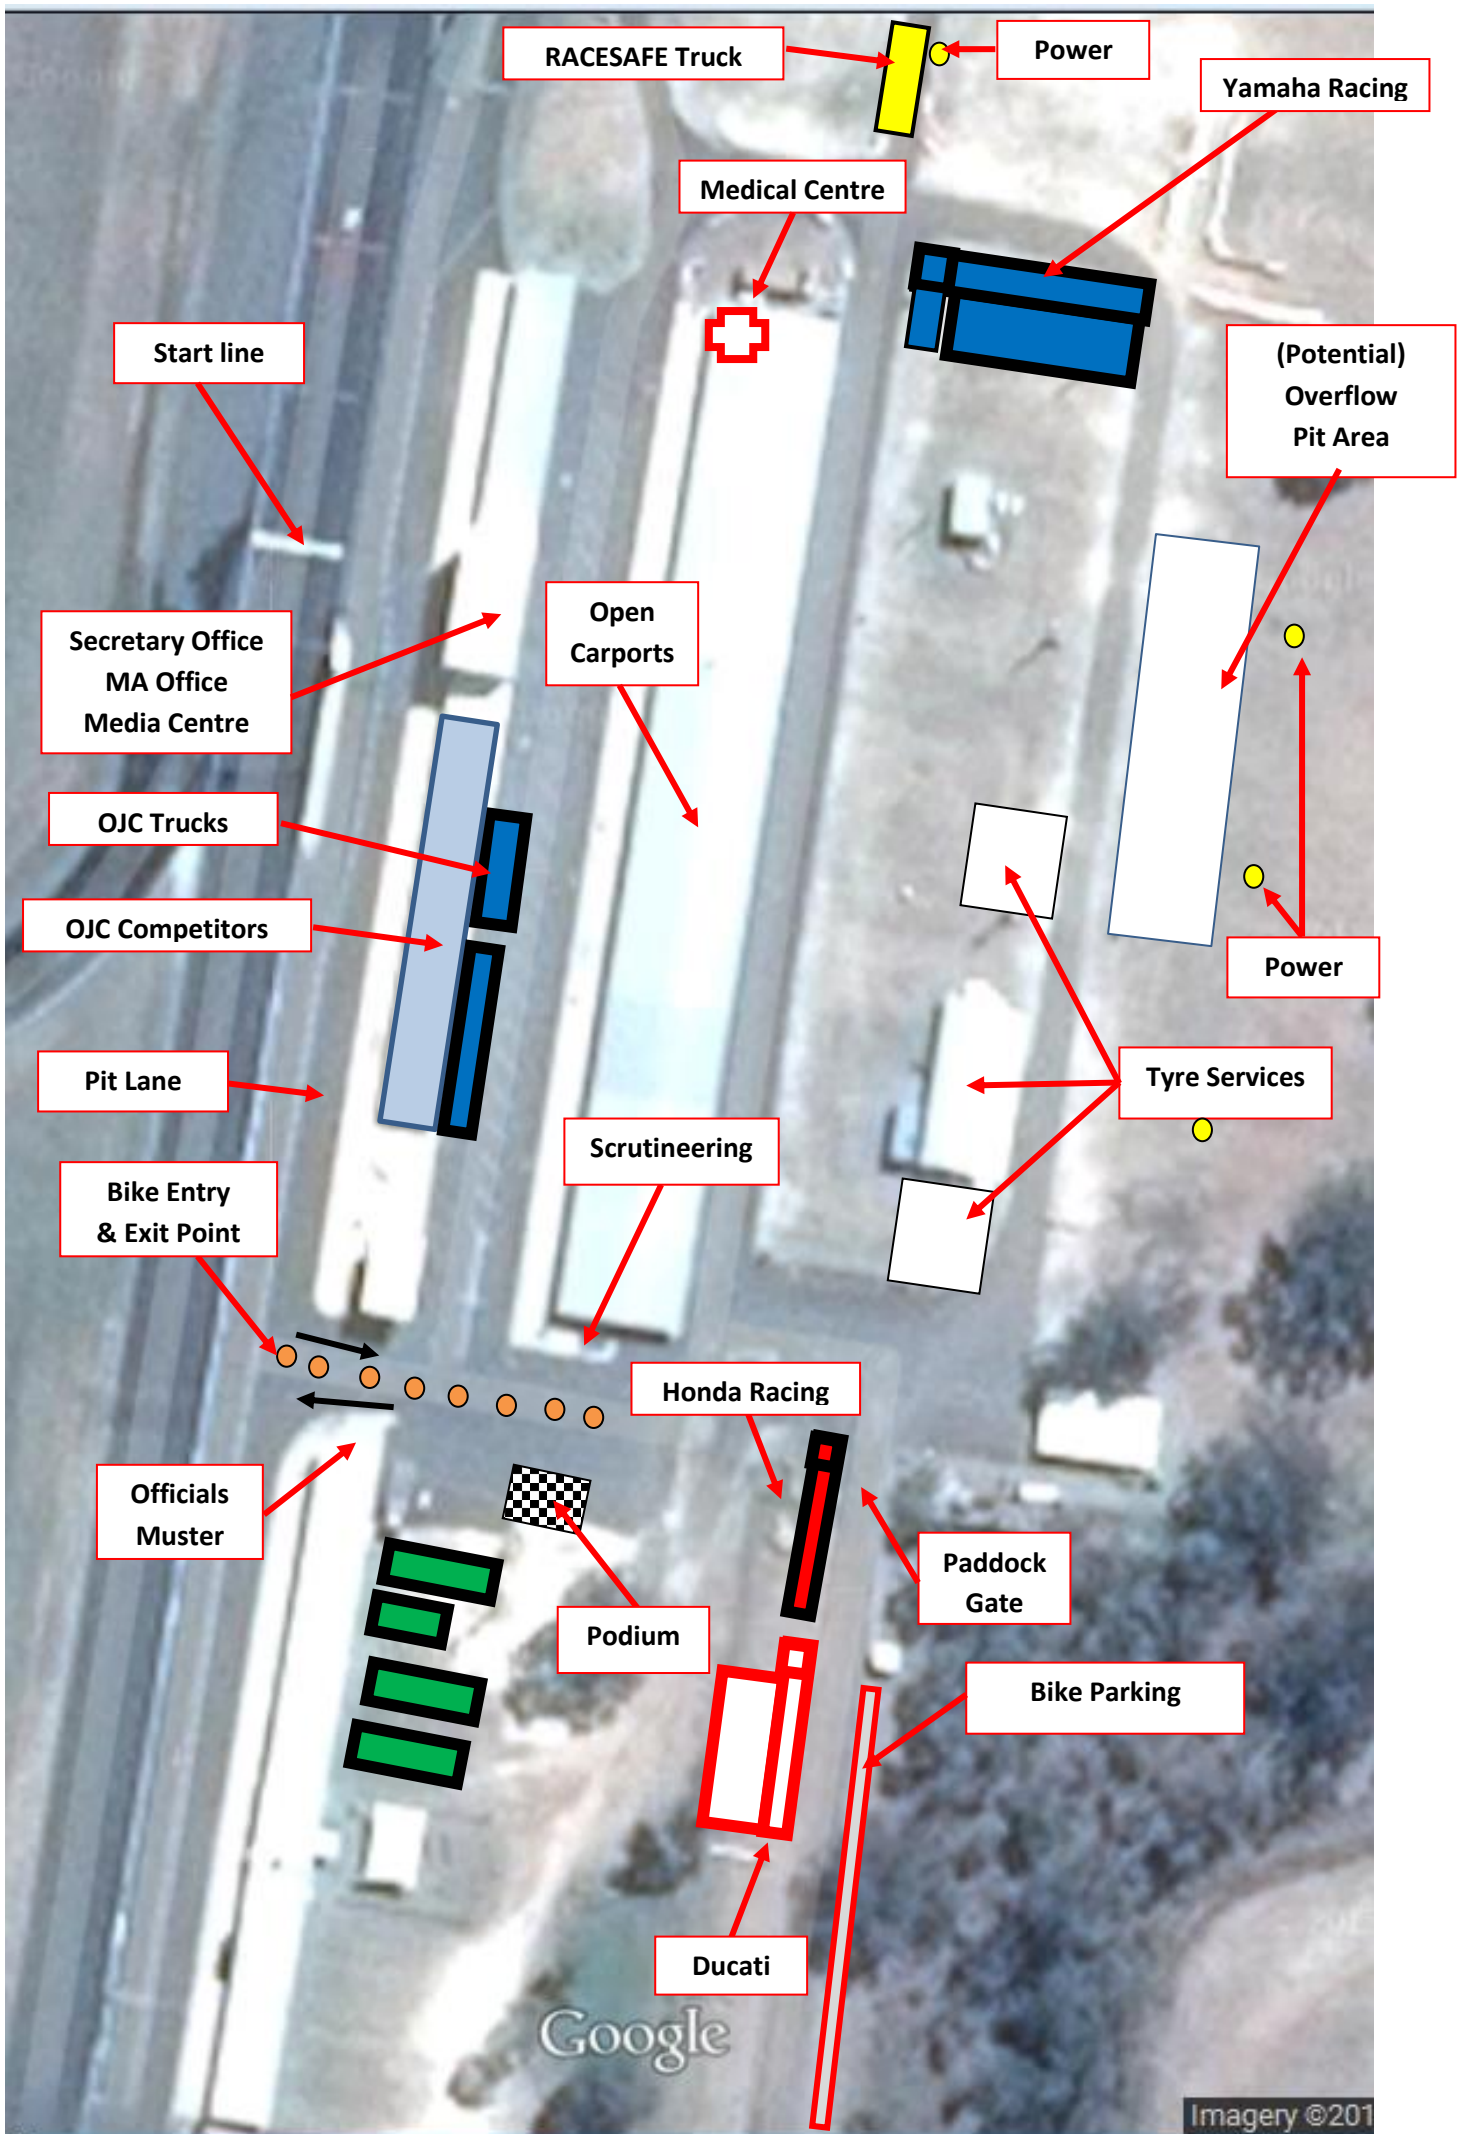 RACESAFE Truck
Power
Yamaha Racing
Medical Centre
Start line
(Potential)
Overflow
Pit Area
Secretary Office
MA Office
Media Centre
Open
Carports
OJC Trucks
OJC Competitors
Power
Pit Lane
Tyre Services
Scrutineering
Bike Entry
& Exit Point
Honda Racing
Officials
Muster
Paddock
Gate
Podium
Bike Parking
Ducati
Google
Imagery ©201